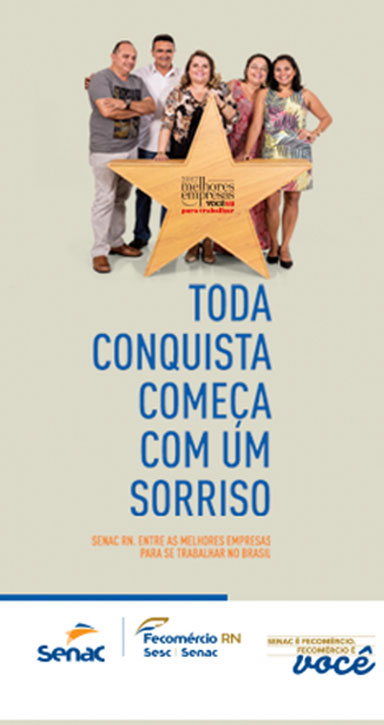 melhores
empresas
VOCÊ S/A
para trabalhar
TODA
CONQUISTA
COMEÇA
COM UM
SORRISO
SENAC RN. ENTRE AS MELHORES EMPRESAS
PARA SE TRABALHAR NO BRASIL
Senac
Fecomércio RN
Sesc | Senac
SENAC É FECOMÉRCIO.
FECOMÉRCIO É
você